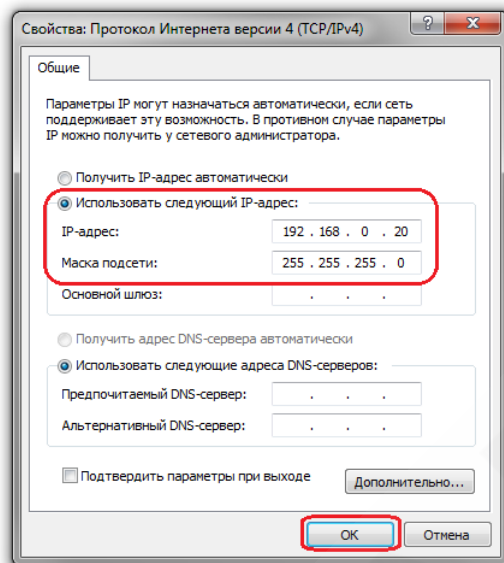 Свойства: Протокол Интернета версии 4 (TCP/IPv4)
Общие
Параметры IP могут назначаться автоматически, если сеть
поддерживает эту возможность. В противном случае параметры
IP можно получить у сетевого администратора.
Получить IP-адрес автоматически
Использовать следующий IP-адрес:
IP-адрес: 192 . 168 . 0 . 20
Маска подсети: 255 . 255 . 255 . 0
Основной шлюз: . . .
Получить адрес DNS-сервера автоматически
Использовать следующие адреса DNS-серверов:
Предпочитаемый DNS-сервер: . . .
Альтернативный DNS-сервер: . . .
Подтвердить параметры при выходе
Дополнительно...
ОК Отмена